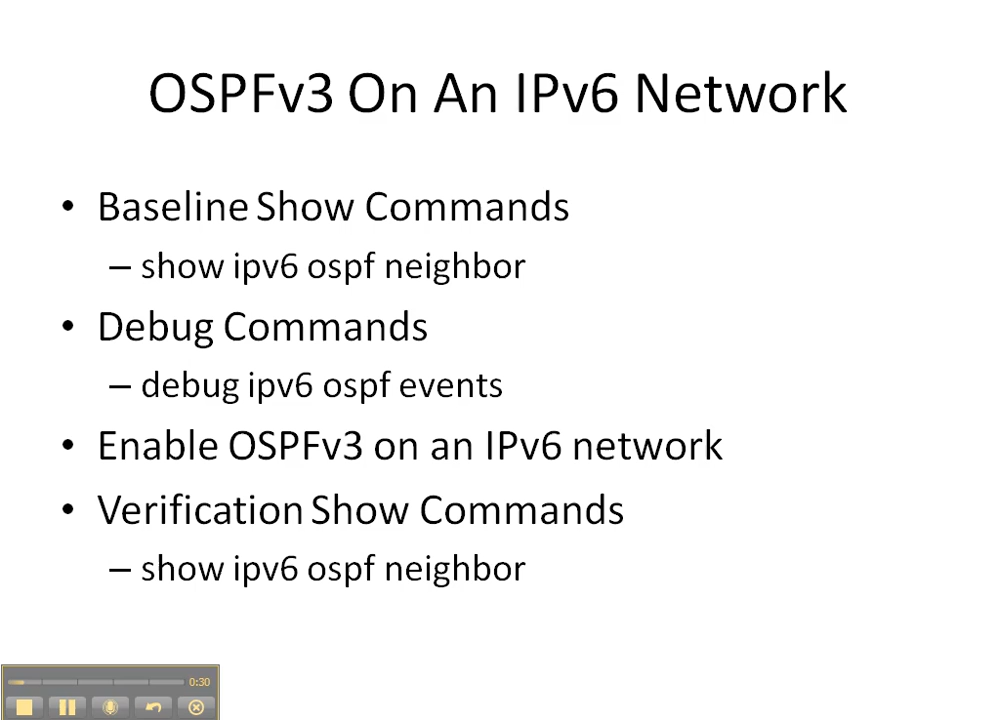 OSPFv3 On An IPv6 Network
• Baseline Show Commands
– show ipv6 ospf neighbor
• Debug Commands
– debug ipv6 ospf events
• Enable OSPFv3 on an IPv6 network
• Verification Show Commands
– show ipv6 ospf neighbor
0:30